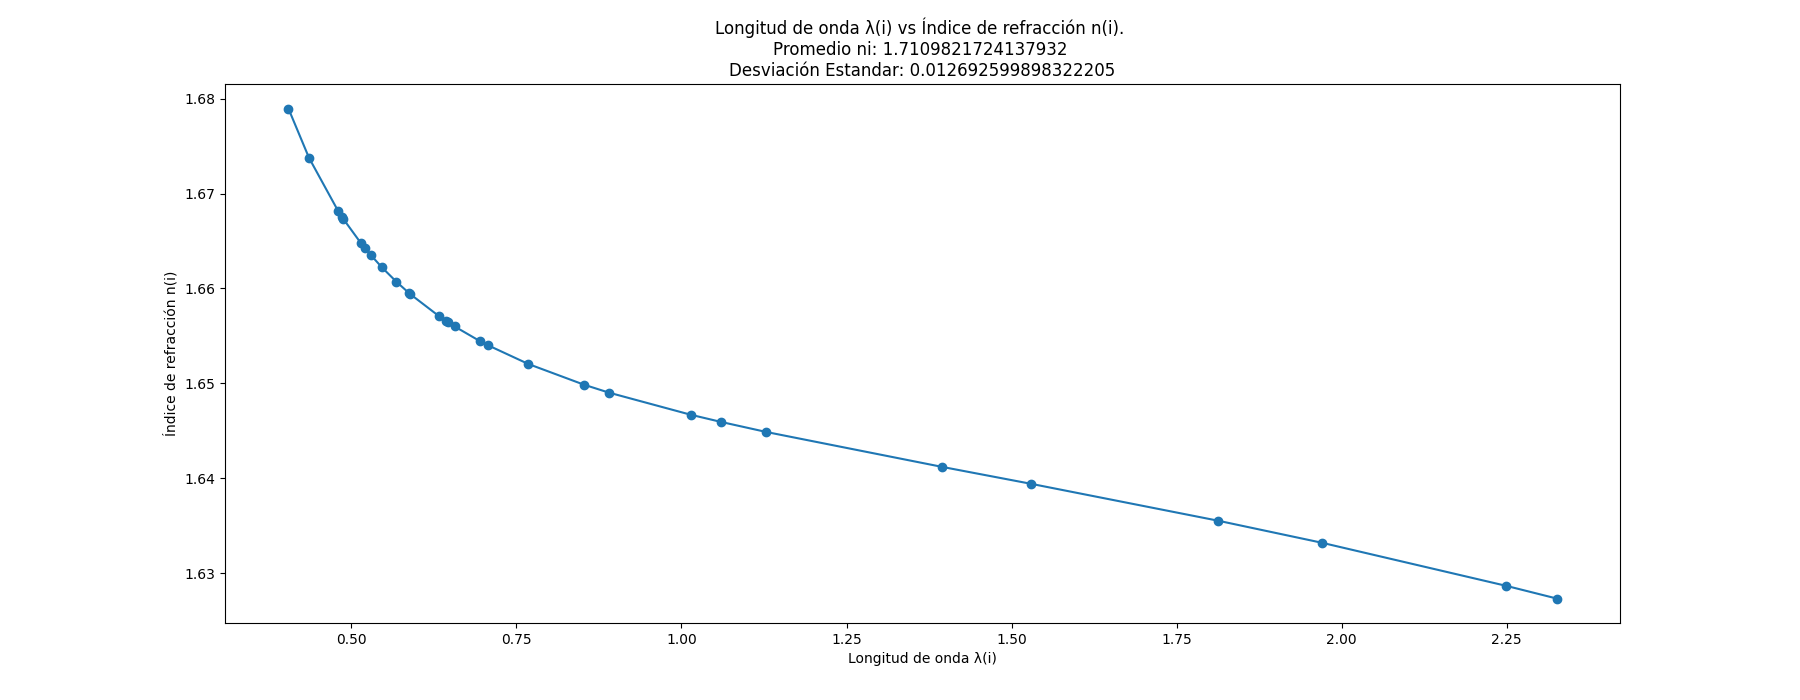 Longitud de onda λ(i) vs Índice de refracción n(i).
Promedio ni: 1.7109821724137932
Desviación Estandar: 0.012692599898322205
1.68
1.67
1.66
1.65
1.64
1.63
Índice de refracción n(i)
0.50 0.75 1.00 1.25 1.50 1.75 2.00 2.25
Longitud de onda λ(i)